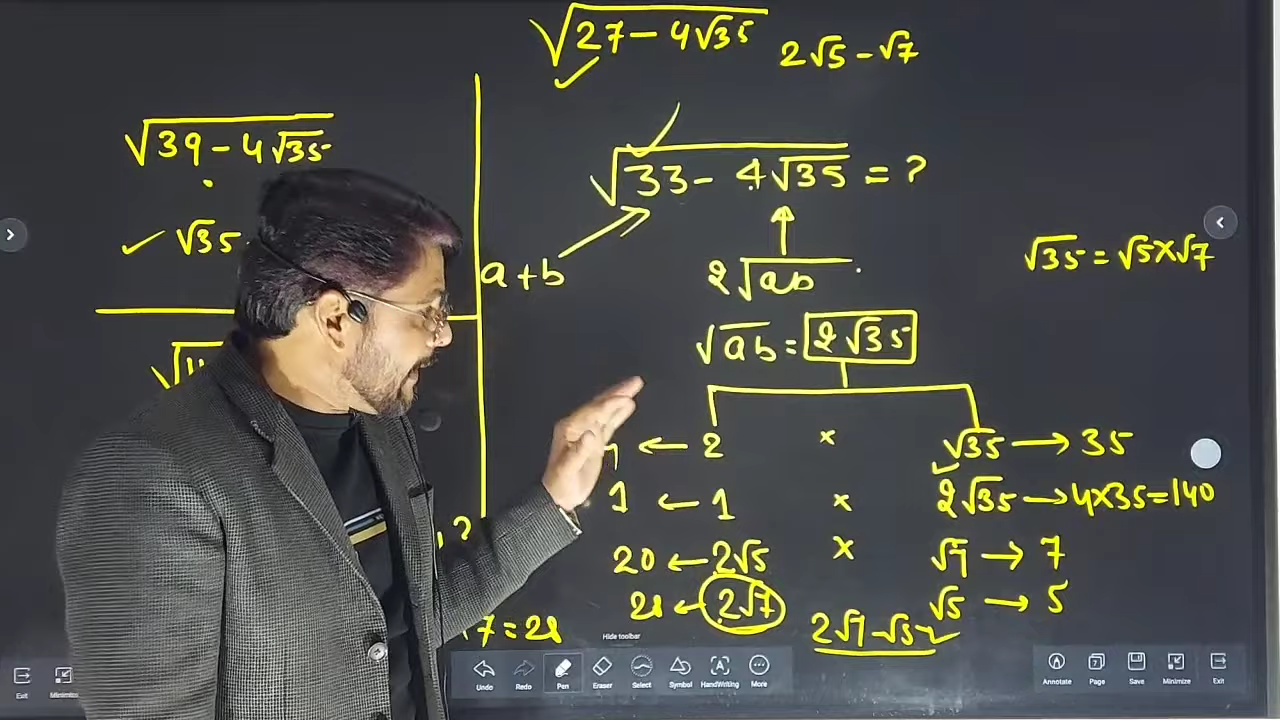 √27 - 4√35 2√5 - √7
√39 - 4√35
√33 - 4√35 = ?
√35
a + b
2√ab
√35 = √5 × √7
√ab = 2√35
2 × √35 → 35
1 ← 1 × 2√35 → 4×35=140
20 ← 2√5 × √7 → 7
28 ← 2√7 √5 → 5
2√7 - √5
7 = 28
?
Hide toolbar
Exit
Undo Redo Pen Eraser Select Symbol HandWriting More
Annotate Page Save Minimize Exit